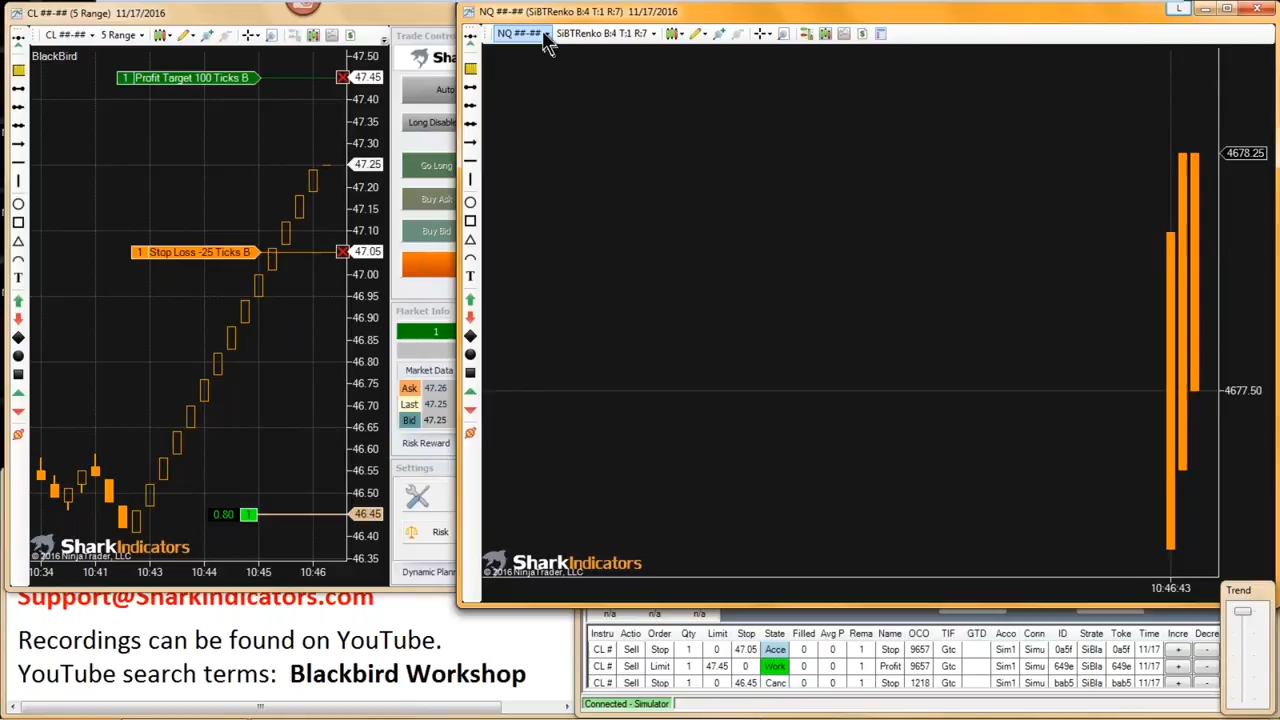 CL ##-## (5 Range)  11/17/2016
NQ ##-## (SiBTRenko B:4 T:1 R:7)  11/17/2016
L
CL ##-##
5 Range
Trade Contro
NQ ##-##
SiBTRenko B:4 T:1 R:7
BlackBird
1 Profit Target 100 Ticks B
1 Stop Loss -25 Ticks B
0.80 1
47.50
47.45
47.40
47.35
47.30
47.25
47.20
47.15
47.10
47.05
47.00
46.95
46.90
46.85
46.80
46.75
46.70
46.65
46.60
46.55
46.50
46.45
46.40
46.35
SharkIndicators
© 2016 NinjaTrader, LLC
10:34 10:41 10:43 10:44 10:45 10:46
Sha
Auto
Long Disable
Go Long
Buy Ask
Buy Bid
Market Info
1
Market Data
Ask 47.26
Last 47.25
Bid 47.25
Risk Reward
Settings
Risk
Dynamic Plann
T
T
4678.25
4677.50
SharkIndicators
© 2016 NinjaTrader, LLC
10:46:43
Trend
Support@SharkIndicators.com
Recordings can be found on YouTube.
YouTube search terms:  Blackbird Workshop
n/a n/a n/a
Instru Actio Order Qty Limit Stop State Filled Avg P Rema Name OCO TIF GTD Acco Conn ID Strate Toke Time Incre Decre
CL # Sell Stop 1 0 47.05 Acce 0 0 1 Stop 9657 Gtc Sim1 Simu 0a5f SiBla 0a5f 11/17 + -
CL # Sell Limit 1 47.45 0 Work 0 0 1 Profit 9657 Gtc Sim1 Simu 649e SiBla 649e 11/17 + -
CL # Sell Stop 1 0 46.45 Canc 0 0 1 Stop 1218 Gtc Sim1 Simu bab5 SiBla bab5 11/17 + -
Connected - Simulator